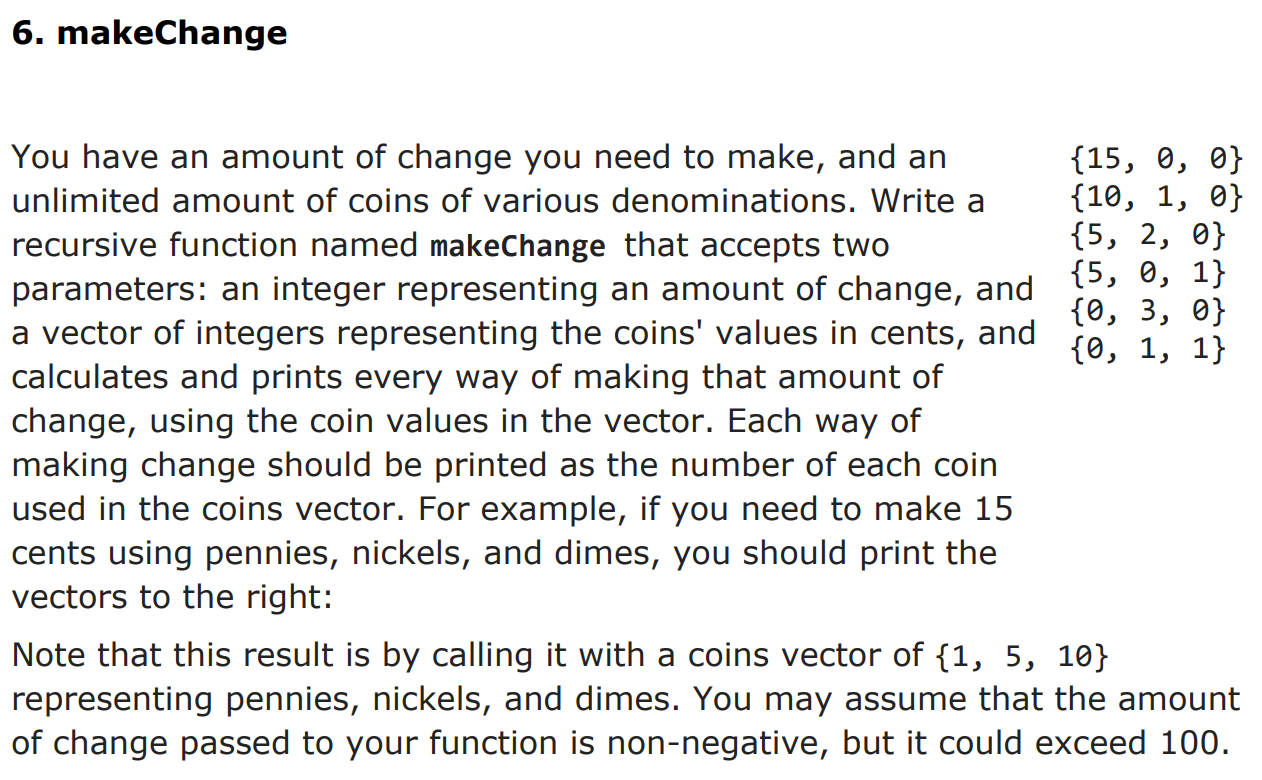 6. makeChange
You have an amount of change you need to make, and an
unlimited amount of coins of various denominations. Write a
recursive function named makeChange that accepts two
parameters: an integer representing an amount of change, and
a vector of integers representing the coins' values in cents, and
calculates and prints every way of making that amount of
change, using the coin values in the vector. Each way of
making change should be printed as the number of each coin
used in the coins vector. For example, if you need to make 15
cents using pennies, nickels, and dimes, you should print the
vectors to the right:
{15, 0, 0}
{10, 1, 0}
{5, 2, 0}
{5, 0, 1}
{0, 3, 0}
{0, 1, 1}
Note that this result is by calling it with a coins vector of {1, 5, 10}
representing pennies, nickels, and dimes. You may assume that the amount
of change passed to your function is non-negative, but it could exceed 100.